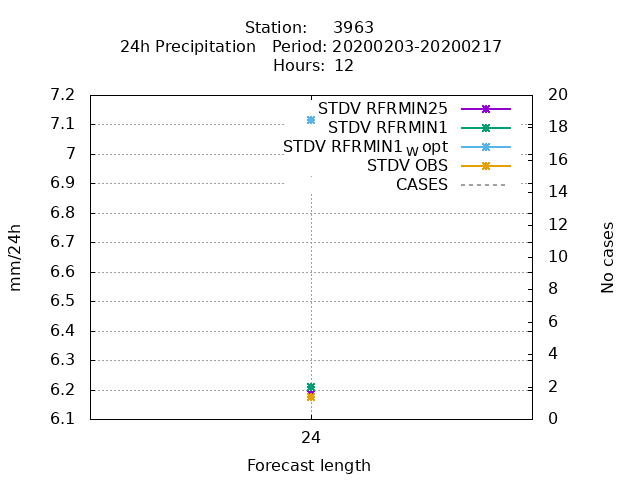 Station: 3963
24h Precipitation Period: 20200203-20200217
Hours: 12
7.2
7.1
7
6.9
6.8
6.7
6.6
6.5
6.4
6.3
6.2
6.1
mm/24h
STDV RFRMIN25
STDV RFRMIN1
STDV RFRMIN1_W opt
STDV OBS
CASES
20
18
16
14
12
10
8
6
4
2
0
No cases
24
Forecast length